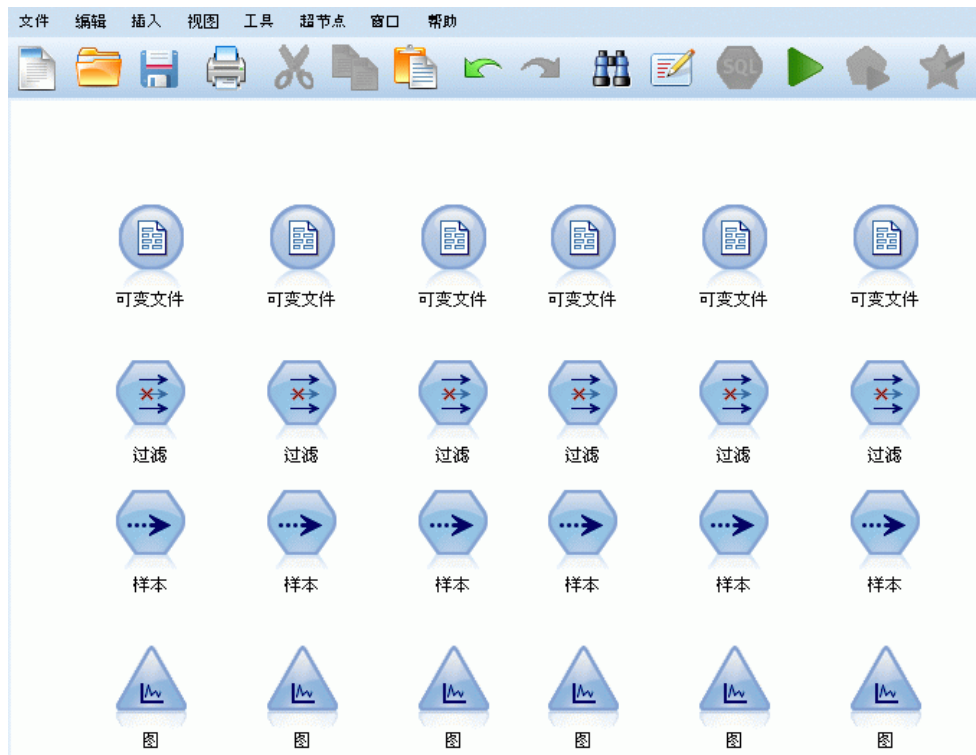 文件 编辑 插入 视图 工具 超节点 窗口 帮助
SQL
可变文件 可变文件 可变文件 可变文件 可变文件 可变文件
过滤 过滤 过滤 过滤 过滤 过滤
样本 样本 样本 样本 样本 样本
图 图 图 图 图 图